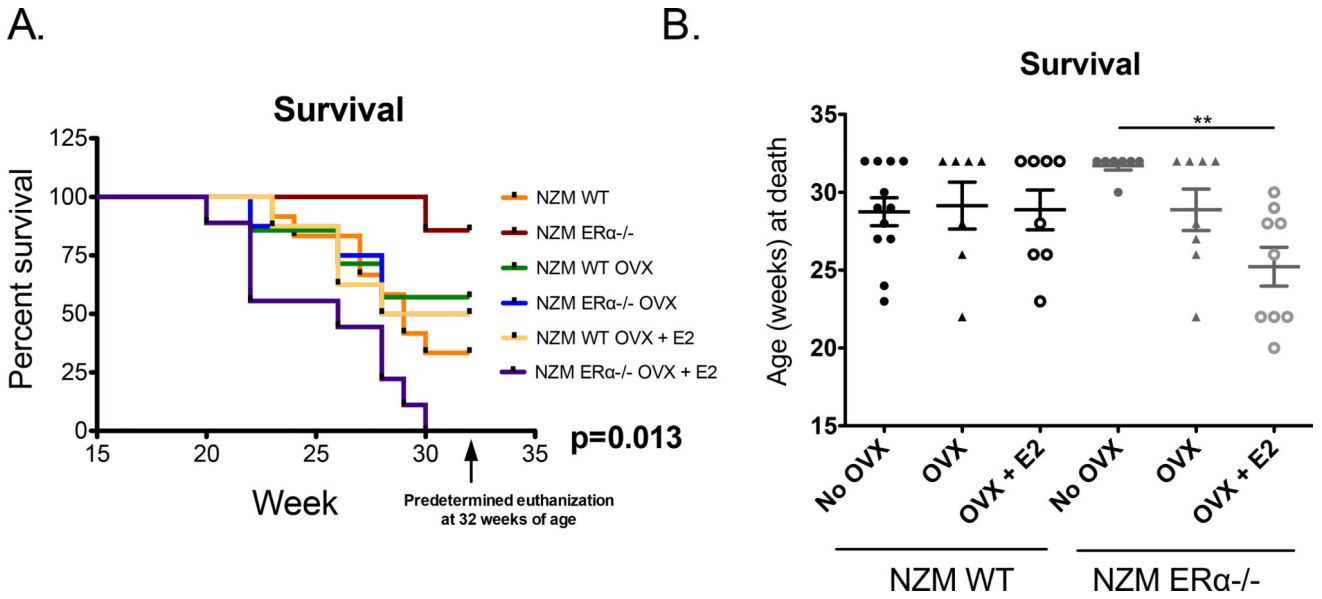 A.
Survival
Percent survival
125
100
75
50
25
0
15
20
25
30
35
Week
NZM WT
NZM ERα-/-
NZM WT OVX
NZM ERα-/- OVX
NZM WT OVX + E2
NZM ERα-/- OVX + E2
p=0.013
Predetermined euthanization
at 32 weeks of age
B.
Survival
Age (weeks) at death
35
30
25
20
15
**
No OVX
OVX
OVX + E2
No OVX
OVX
OVX + E2
NZM WT
NZM ERα-/-